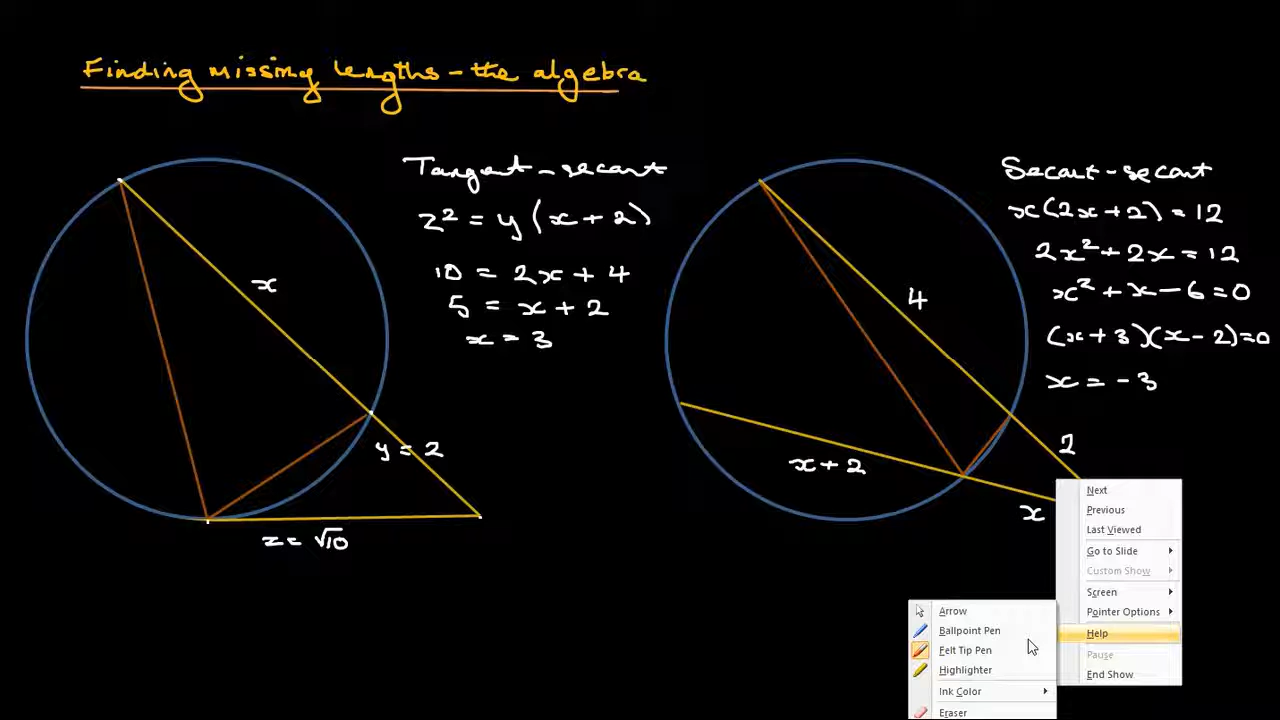 Finding missing lengths - the algebra
Tangent - secant
z² = y (x + 2)
10 = 2x + 4
5 = x + 2
x = 3
x
y = 2
z = √10
Secant - secant
x(2x + 2) = 12
2x² + 2x = 12
x² + x - 6 = 0
(x + 3)(x - 2) = 0
x = -3
4
2
x + 2
x
Next
Previous
Last Viewed
Go to Slide
Custom Show
Screen
Pointer Options
Help
Pause
End Show
Arrow
Ballpoint Pen
Felt Tip Pen
Highlighter
Ink Color
Eraser